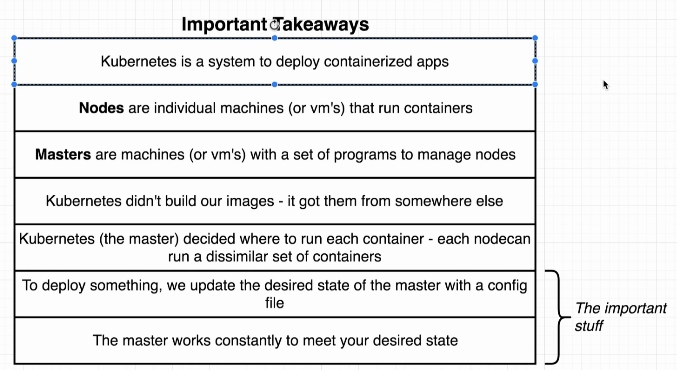 Important Takeaways
Kubernetes is a system to deploy containerized apps
Nodes are individual machines (or vm's) that run containers
Masters are machines (or vm's) with a set of programs to manage nodes
Kubernetes didn't build our images - it got them from somewhere else
Kubernetes (the master) decided where to run each container - each nodecan
run a dissimilar set of containers
To deploy something, we update the desired state of the master with a config
file
The master works constantly to meet your desired state
The important
stuff